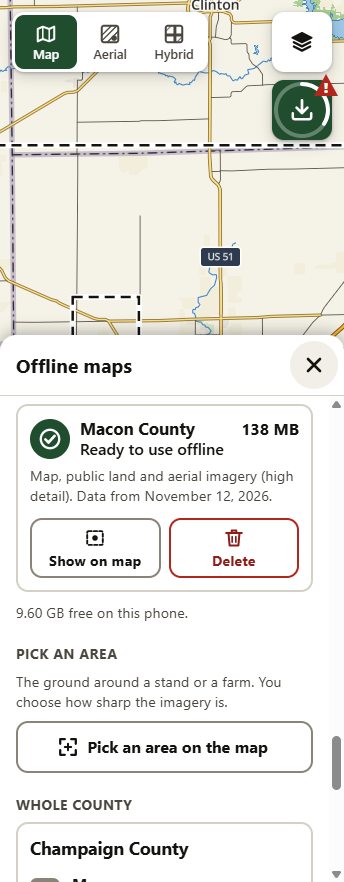 Clinton
Map
Aerial
Hybrid
US 51
Offline maps
Macon County
138 MB
Ready to use offline
Map, public land and aerial imagery (high
detail). Data from November 12, 2026.
Show on map
Delete
9.60 GB free on this phone.
PICK AN AREA
The ground around a stand or a farm. You
choose how sharp the imagery is.
Pick an area on the map
WHOLE COUNTY
Champaign County